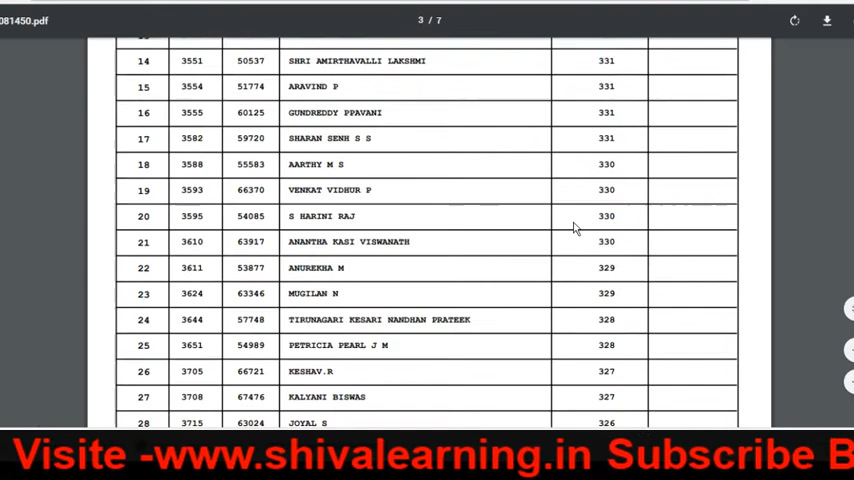 081450.pdf 3 / 7
14 3551 50537 SHRI AMIRTHAVALLI LAKSHMI 331
15 3554 51774 ARAVIND P 331
16 3555 60125 GUNDREDDY PPAVANI 331
17 3582 59720 SHARAN SENH S S 331
18 3588 55583 AARTHY M S 330
19 3593 66370 VENKAT VIDHUR P 330
20 3595 54085 S HARINI RAJ 330
21 3610 63917 ANANTHA KASI VISWANATH 330
22 3611 53877 ANUREKHA M 329
23 3624 63346 MUGILAN N 329
24 3644 57748 TIRUNAGARI KESARI NANDHAN PRATEEK 328
25 3651 54989 PETRICIA PEARL J M 328
26 3705 66721 KESHAV.R 327
27 3708 67476 KALYANI BISWAS 327
28 3715 63024 JOYAL S 326
Visite -www.shivalearning.in Subscribe B